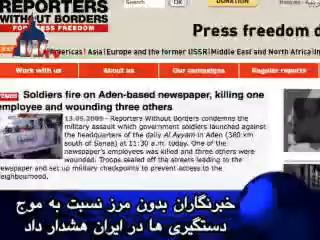 REPORTERS
WITHOUT BORDERS
FOR PRESS FREEDOM
DONATION
Press freedom d
Americas | Asia | Europe and the former USSR | Middle East and North Africa
Work with us
About us
Our campaigns
Regular reports
Soldiers fire on Aden-based newspaper, killing one
employee and wounding three others
13.05.2009 - Reporters Without Borders condemns the
military assault which government soldiers launched against
the headquarters of the daily Al Ayyam in Aden (380 km
south of Sanaa) at 11:30 a.m. today. One of the
newspaper's employees was killed and three others were
wounded. Troops sealed off the streets leading to the
newspaper and set up military checkpoints to prevent access to the
neighbourhood.
خبرنگاران بدون مرز نسبت به موج
دستگیری ها در ایران هشدار داد